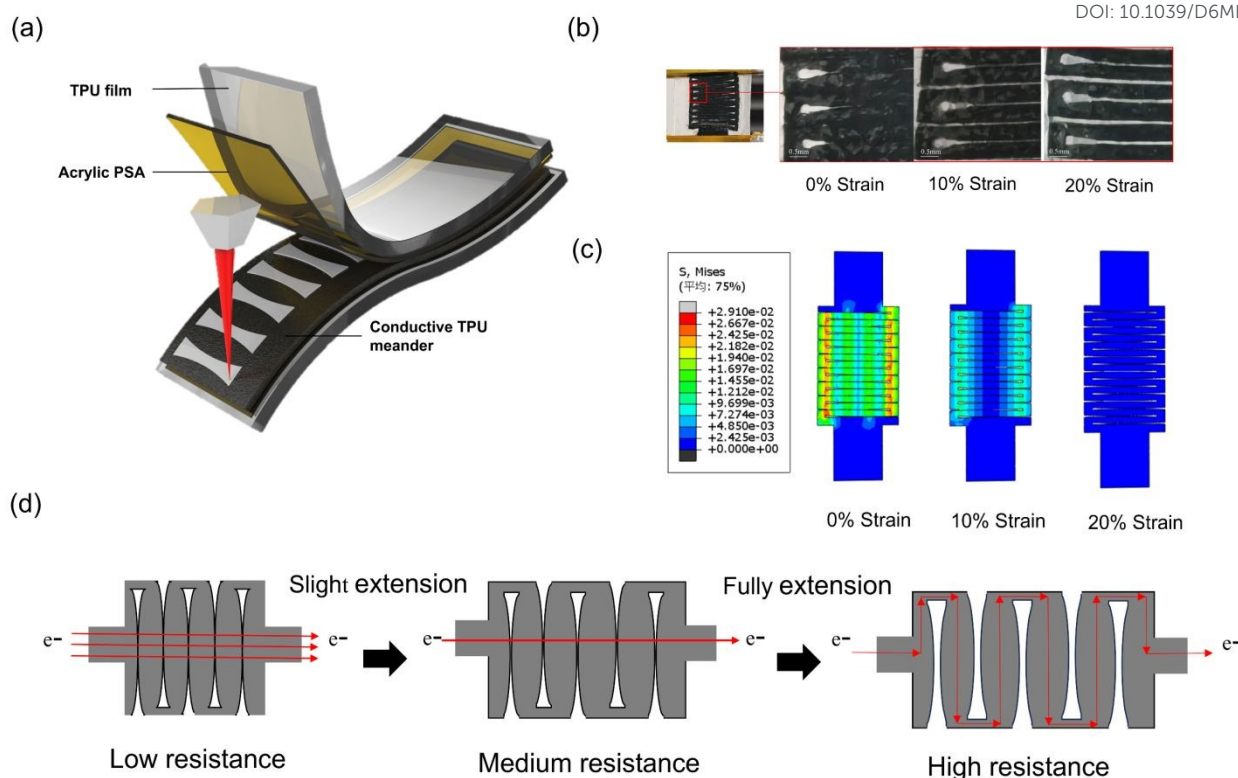 DOI: 10.1039/D6M
(a)
TPU film
Acrylic PSA
Conductive TPU
meander
(b)
0.5mm
0.5mm
0.5mm
0% Strain
10% Strain
20% Strain
(c)
S, Mises
(平均: 75%)
+2.910e-02
+2.667e-02
+2.425e-02
+2.182e-02
+1.940e-02
+1.697e-02
+1.455e-02
+1.212e-02
+9.699e-03
+7.274e-03
+4.850e-03
+2.425e-03
+0.000e+00
0% Strain
10% Strain
20% Strain
(d)
Slight extension
Fully extension
e-
e-
e-
e-
e-
e-
Low resistance
Medium resistance
High resistance